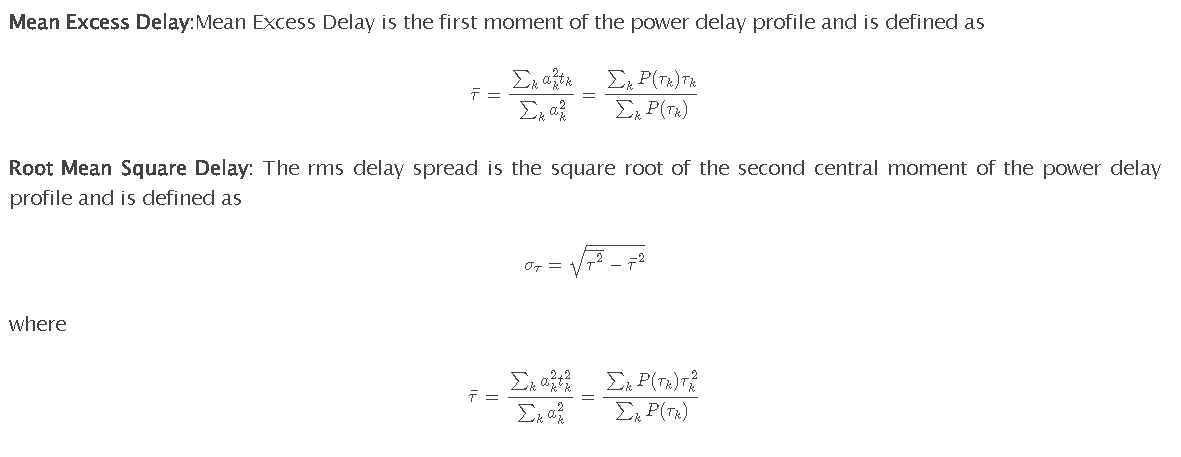 Mean Excess Delay:Mean Excess Delay is the first moment of the power delay profile and is defined as
$\bar{\tau} = \frac{\sum_k a_k^2 t_k}{\sum_k a_k^2} = \frac{\sum_k P(\tau_k)\tau_k}{\sum_k P(\tau_k)}$
Root Mean Square Delay: The rms delay spread is the square root of the second central moment of the power delay
profile and is defined as
$\sigma_\tau = \sqrt{\overline{\tau^2} - \bar{\tau}^2}$
where
$\bar{\tau} = \frac{\sum_k a_k^2 t_k^2}{\sum_k a_k^2} = \frac{\sum_k P(\tau_k)\tau_k^2}{\sum_k P(\tau_k)}$